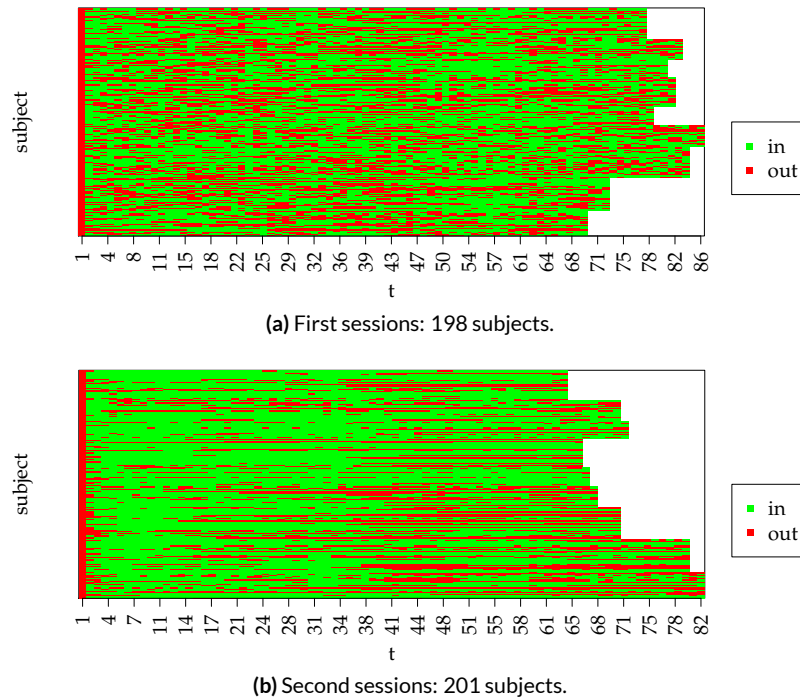 subject
in
out
1 4 8 11 15 18 22 25 29 32 36 39 43 46 50 54 57 61 64 68 71 75 78 82 86
t
(a) First sessions: 198 subjects.
subject
in
out
1 4 7 11 14 17 21 24 28 31 34 38 41 44 48 51 55 58 61 65 68 71 75 78 82
t
(b) Second sessions: 201 subjects.